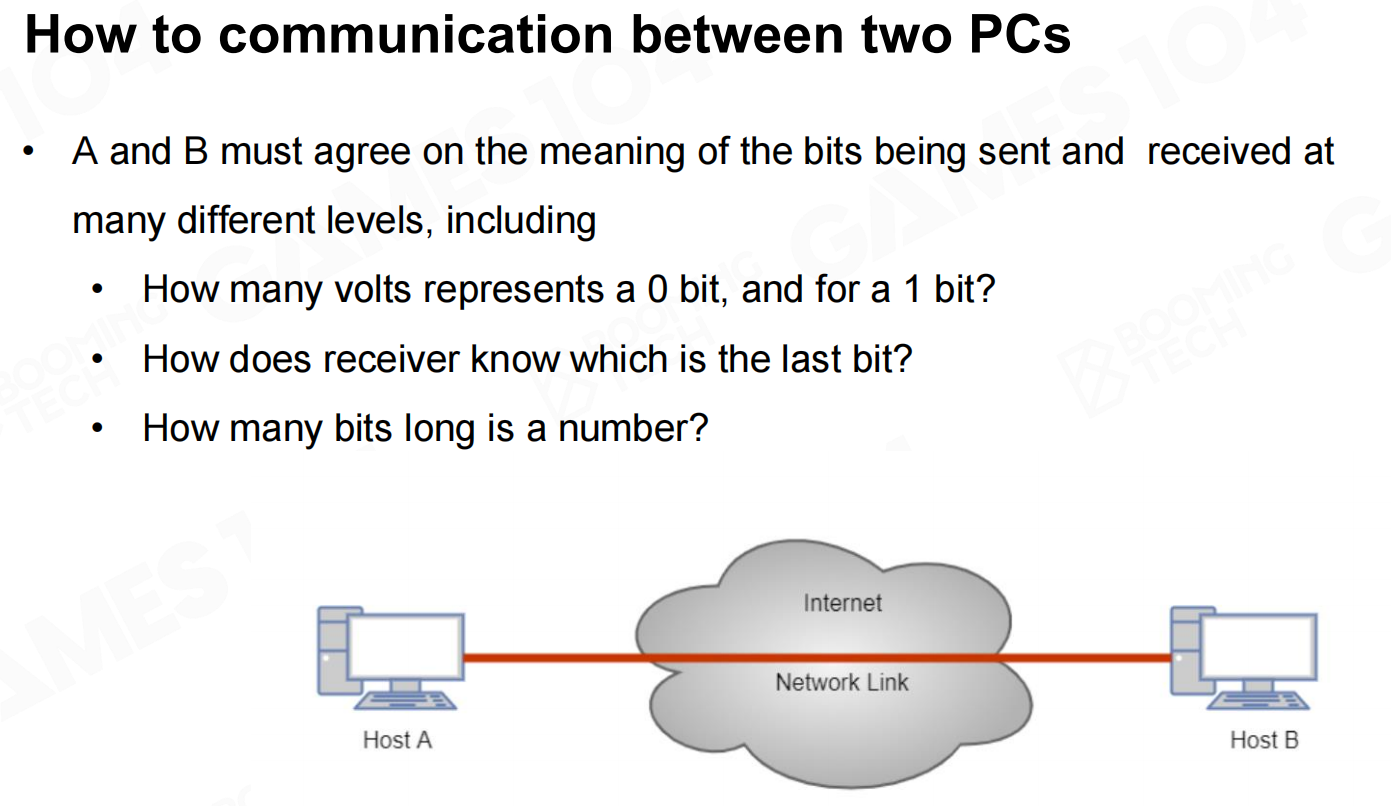 How to communication between two PCs
• A and B must agree on the meaning of the bits being sent and received at
many different levels, including
• How many volts represents a 0 bit, and for a 1 bit?
• How does receiver know which is the last bit?
• How many bits long is a number?
Internet
Network Link
Host A
Host B
GAMES104
BOOMING
TECH